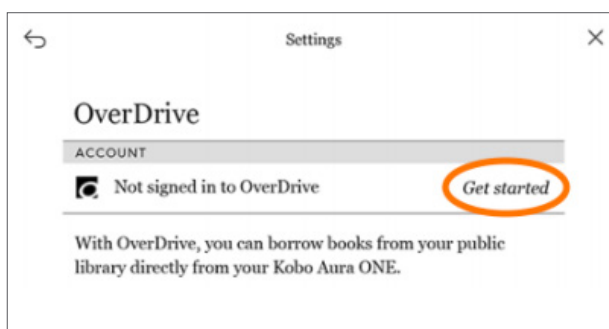 Settings
OverDrive
ACCOUNT
Not signed in to OverDrive Get started
With OverDrive, you can borrow books from your public
library directly from your Kobo Aura ONE.